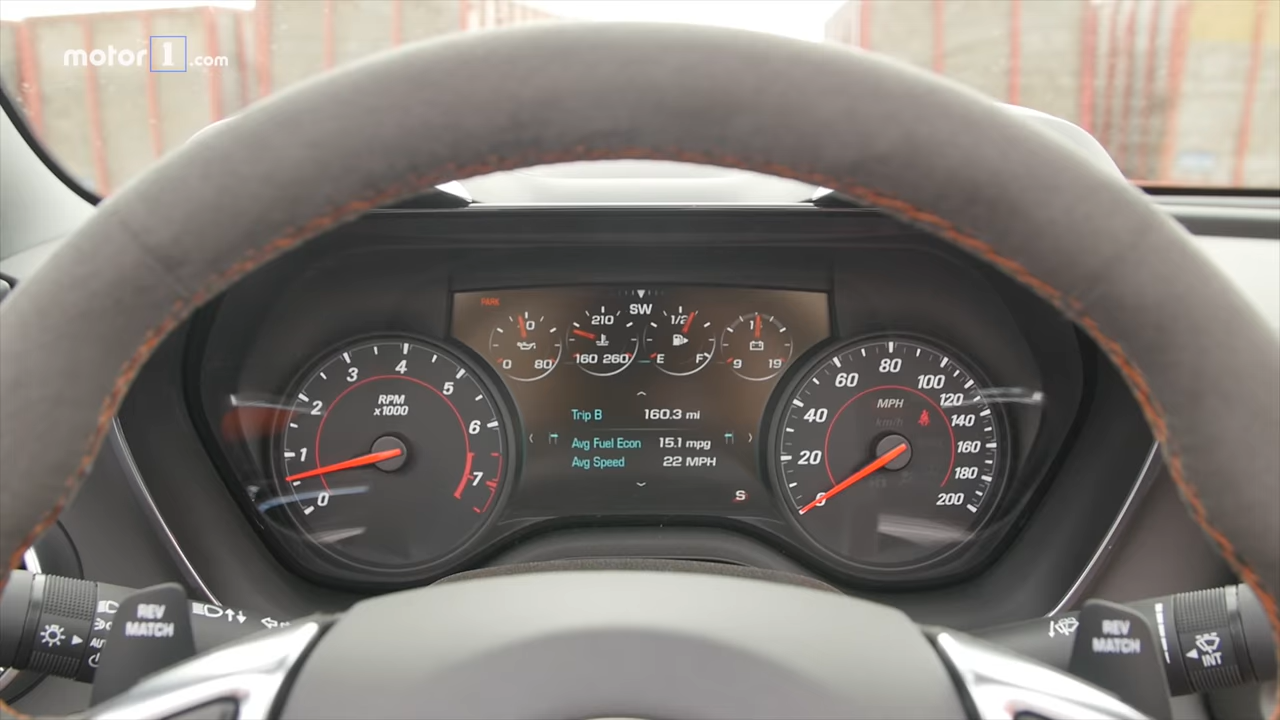 motor1.com
PARK
SW
0
0 80
210
160 260
1/2
E F
9 19
RPM
x1000
0 1 2 3 4 5 6 7
Trip B 160.3 mi
Avg Fuel Econ 15.1 mpg
Avg Speed 22 MPH
S
MPH
km/h
0 20 40 60 80 100 120 140 160 180 200
REV
MATCH
REV
MATCH
INT